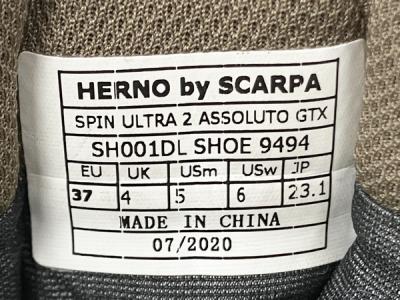 HERNO by SCARPA
SPIN ULTRA 2 ASSOLUTO GTX
SH001DL SHOE 9494
EU UK USm USw JP
37 4 5 6 23.1
MADE IN CHINA
07/2020